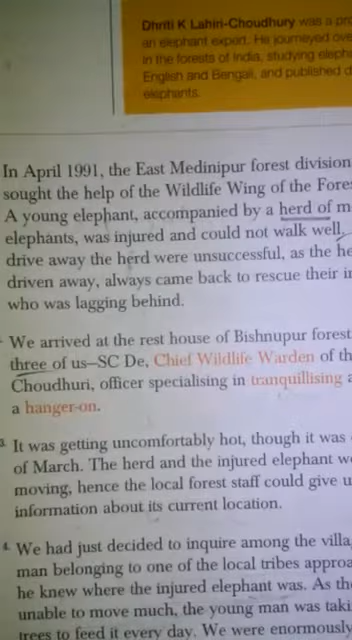 Dhriti K Lahiri-Choudhury was a
an elephant expert. He journeyed
in the forests of India, studying
English and Bengali, and published
elephants.
In April 1991, the East Medinipur forest division
sought the help of the Wildlife Wing of the
A young elephant, accompanied by a herd of
elephants, was injured and could not walk well,
drive away the herd were unsuccessful, as the
driven away, always came back to rescue their
who was lagging behind.
We arrived at the rest house of Bishnupur forest
three of us—SC De, Chief Wildlife Warden of
Choudhuri, officer specialising in tranquillising
a hanger-on.
3 It was getting uncomfortably hot, though it was
of March. The herd and the injured elephant
moving, hence the local forest staff could give
information about its current location.
4 We had just decided to inquire among the
man belonging to one of the local tribes
he knew where the injured elephant was. As
unable to move much, the young man was
trees to feed it every day. We were enormously